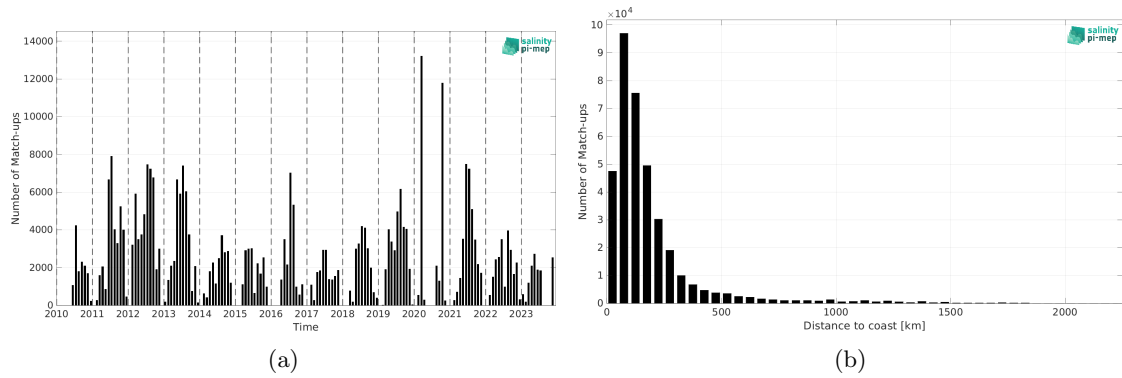 salinity
pi-mep
14000
12000
10000
8000
6000
4000
2000
0
Number of Match-ups
2010 2011 2012 2013 2014 2015 2016 2017 2018 2019 2020 2021 2022 2023
Time
(a)
×10⁴
salinity
pi-mep
10
9
8
7
6
5
4
3
2
1
0
Number of Match-ups
0 500 1000 1500 2000
Distance to coast [km]
(b)